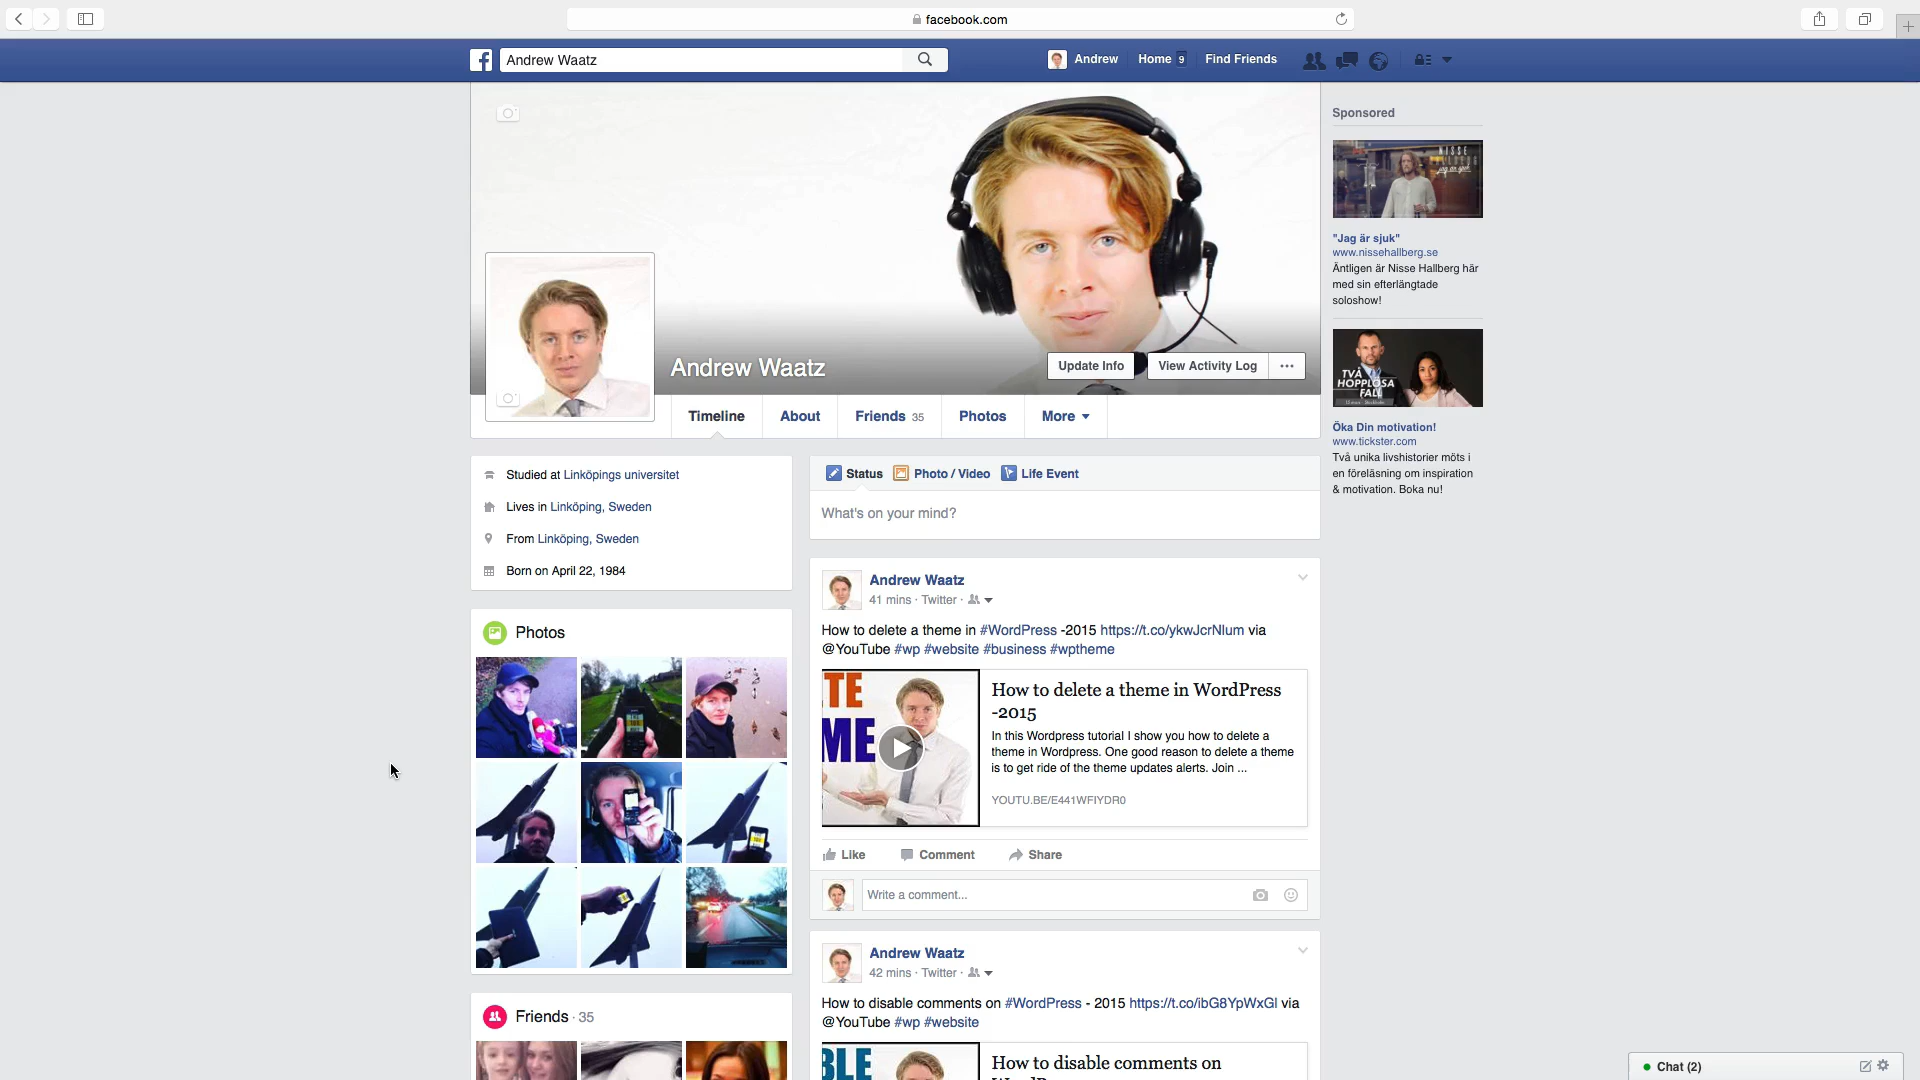 facebook.com
Andrew Waatz
Andrew
Home 9
Find Friends
Andrew Waatz
Update Info
View Activity Log
Timeline
About
Friends 35
Photos
More
Sponsored
NISSE
"Jag är sjuk"
www.nissehallberg.se
Äntligen är Nisse Hallberg här
med sin efterlängtade
soloshow!
TVÅ
HOPPLÖSA
FALL
Öka Din motivation!
www.tickster.com
Två unika livshistorier möts i
en föreläsning om inspiration
& motivation. Boka nu!
Studied at Linköpings universitet
Lives in Linköping, Sweden
From Linköping, Sweden
Born on April 22, 1984
Photos
Friends · 35
Status
Photo / Video
Life Event
What's on your mind?
Andrew Waatz
41 mins · Twitter ·
How to delete a theme in #WordPress -2015 https://t.co/ykwJcrNlum via
@YouTube #wp #website #business #wptheme
TE
ME
How to delete a theme in WordPress
-2015
In this Wordpress tutorial I show you how to delete a
theme in Wordpress. One good reason to delete a theme
is to get ride of the theme updates alerts. Join ...
YOUTU.BE/E441WFIYDR0
Like
Comment
Share
Write a comment...
Andrew Waatz
42 mins · Twitter ·
How to disable comments on #WordPress - 2015 https://t.co/ibG8YpWxGl via
@YouTube #wp #website
BLE
How to disable comments on
Chat (2)